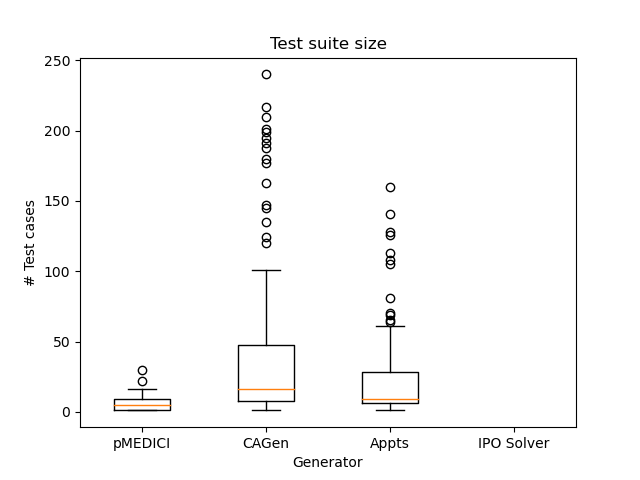 Test suite size
# Test cases
250
200
150
100
50
0
pMEDICI
CAGen
Appts
IPO Solver
Generator